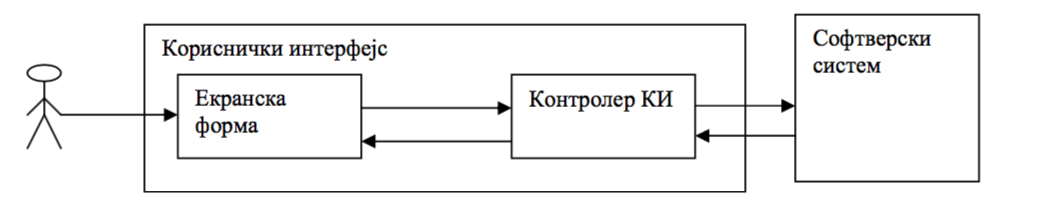 Кориснички интерфејс
Екранска
форма
Контролер КИ
Софтверски
систем